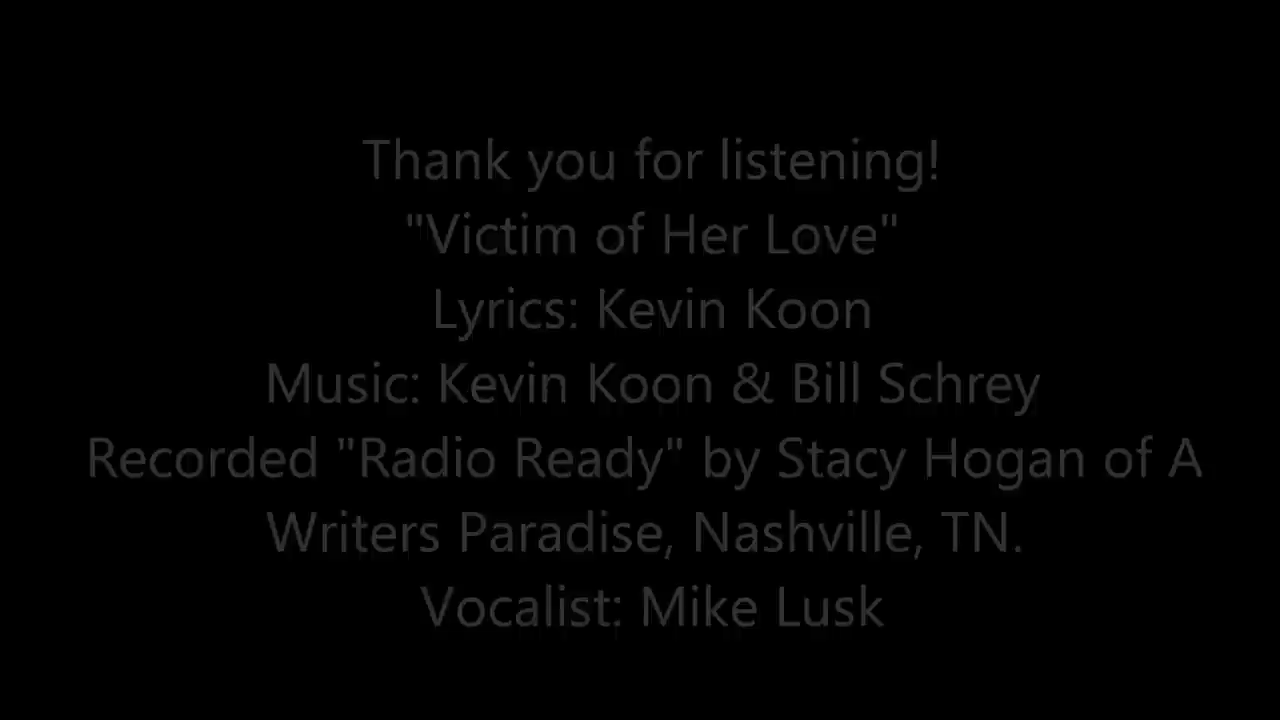 Thank you for listening!
"Victim of Her Love"
Lyrics: Kevin Koon
Music: Kevin Koon & Bill Schrey
Recorded "Radio Ready" by Stacy Hogan of A
Writers Paradise, Nashville, TN.
Vocalist: Mike Lusk